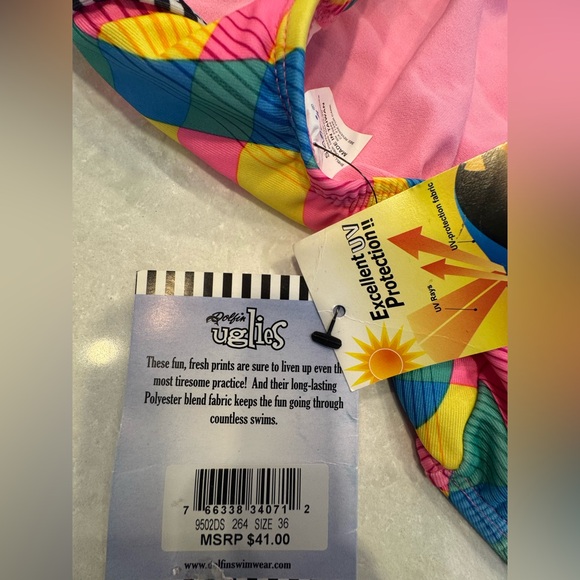 MADE IN
Excellent UV
Protection!!
UV Rays
UV-protection fabric
Dolfin
uglies
These fun, fresh prints are sure to liven up even the
most tiresome practice! And their long-lasting
Polyester blend fabric keeps the fun going through
countless swims.
7 66338 34071 2
9502DS 264 SIZE 36
MSRP $41.00
www.dolfinswimwear.com